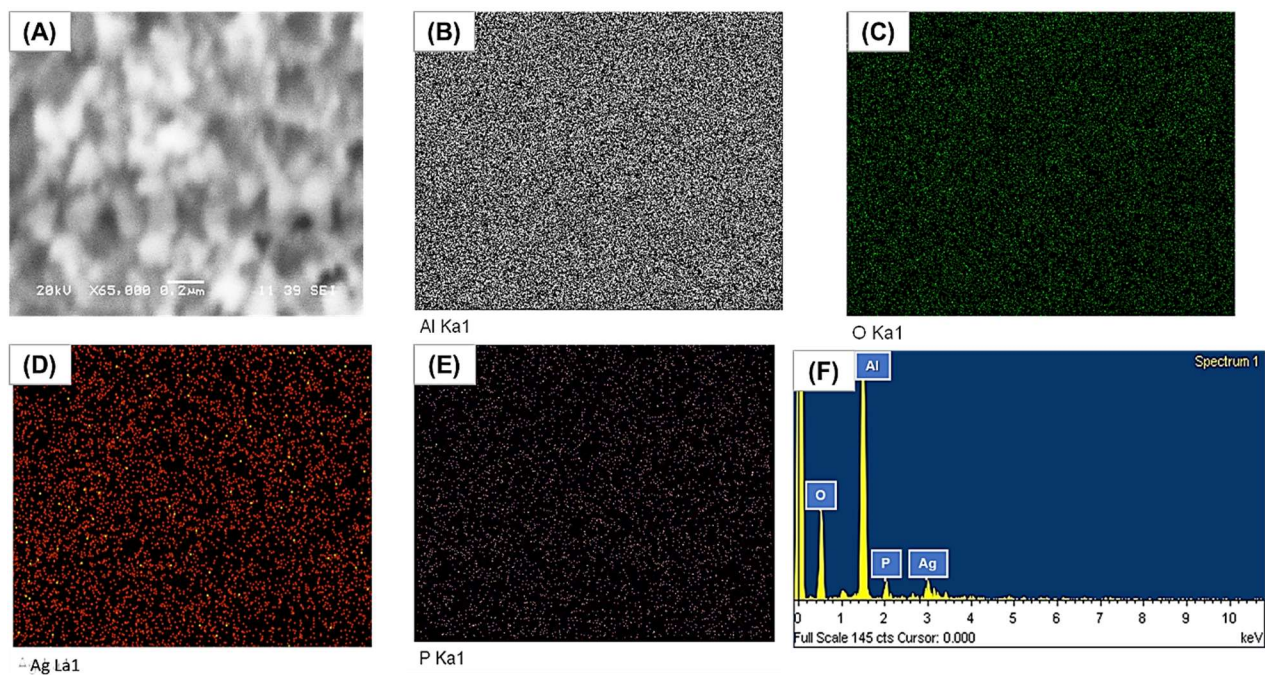 (A)
20kV X65,000 0.2µm 11 39 SEI
(B)
Al Ka1
(C)
O Ka1
(D)
Ag La1
(E)
P Ka1
(F)
Spectrum 1
Al
O
P
Ag
0 1 2 3 4 5 6 7 8 9 10
Full Scale 145 cts Cursor: 0.000
keV